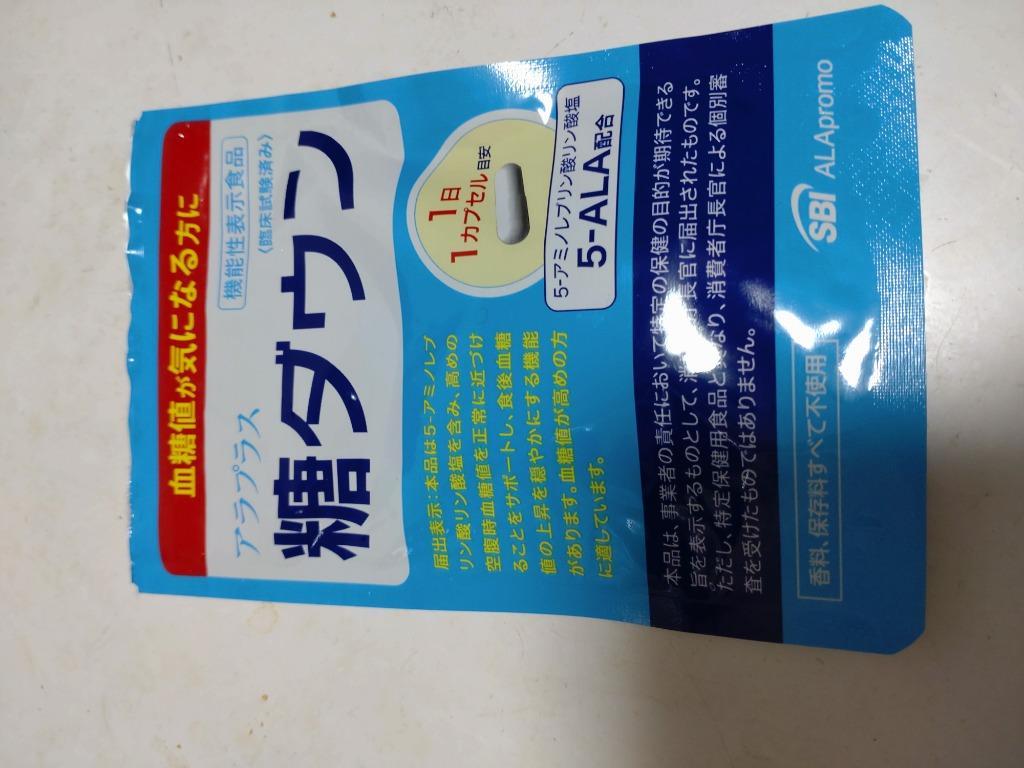 血糖値が気になる方に
機能性表示食品
〈臨床試験済み〉
アラプラス
糖ダウン
1日
1カプセル目安
5-アミノレブリン酸リン酸塩
5-ALA配合
届出表示:本品は5-アミノレブ
リン酸リン酸塩を含み、高めの
空腹時血糖値を正常に近づけ
ることをサポートし、食後血糖
値の上昇を穏やかにする機能
があります。血糖値が高めの方
に適しています。
本品は、事業者の責任において特定の保健の目的が期待できる
旨を表示するものとして、消費者庁長官に届出されたものです。
ただし、特定保健用食品と異なり、消費者庁長官による個別審
査を受けたものではありません。
香料、保存料すべて不使用
SBI ALApromo